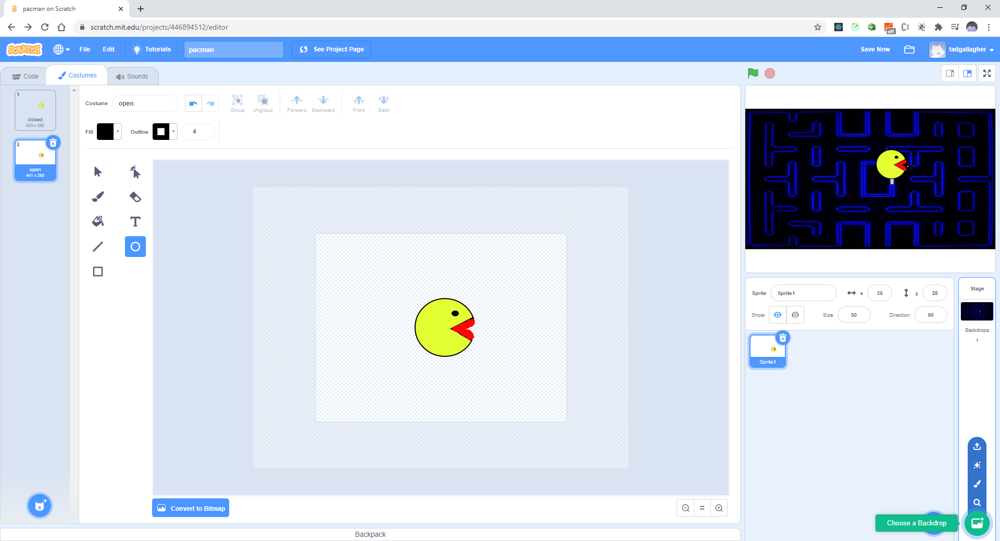 pacman on Scratch
scratch.mit.edu/projects/446894512/editor
off
SCRATCH
File
Edit
Tutorials
pacman
See Project Page
Save Now
tadgallagher
Code
Costumes
Sounds
1
closed
433 x 282
2
open
441 x 283
Costume
open
Group
Ungroup
Forward
Backward
Front
Back
Fill
Outline
4
Convert to Bitmap
Backpack
Sprite
Sprite1
x
36
y
28
Show
Size
50
Direction
90
Sprite1
Stage
Backdrops
1
Choose a Backdrop